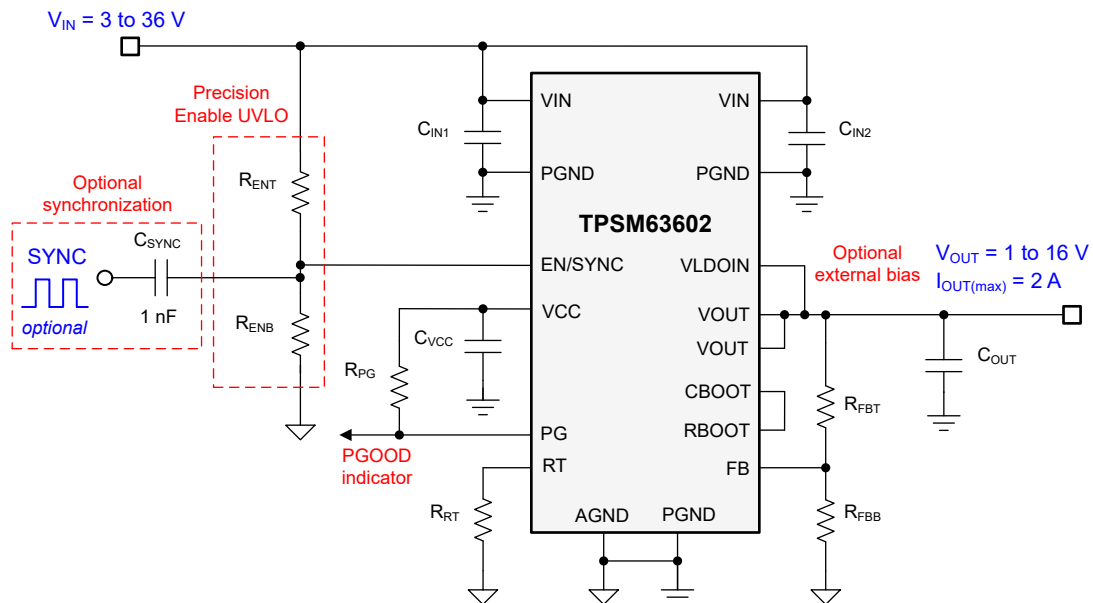 VIN = 3 to 36 V
Precision
Enable UVLO
RENT
Optional
synchronization
CSYNC
SYNC
optional
1 nF
RENB
CIN1
CIN2
VIN
VIN
PGND
PGND
TPSM63602
EN/SYNC
VLDOIN
Optional
external bias
VOUT = 1 to 16 V
IOUT(max) = 2 A
VCC
VOUT
VOUT
CVCC
RPG
COUT
CBOOT
RBOOT
RFBT
PG
PGOOD
indicator
RT
FB
RRT
AGND
PGND
RFBB